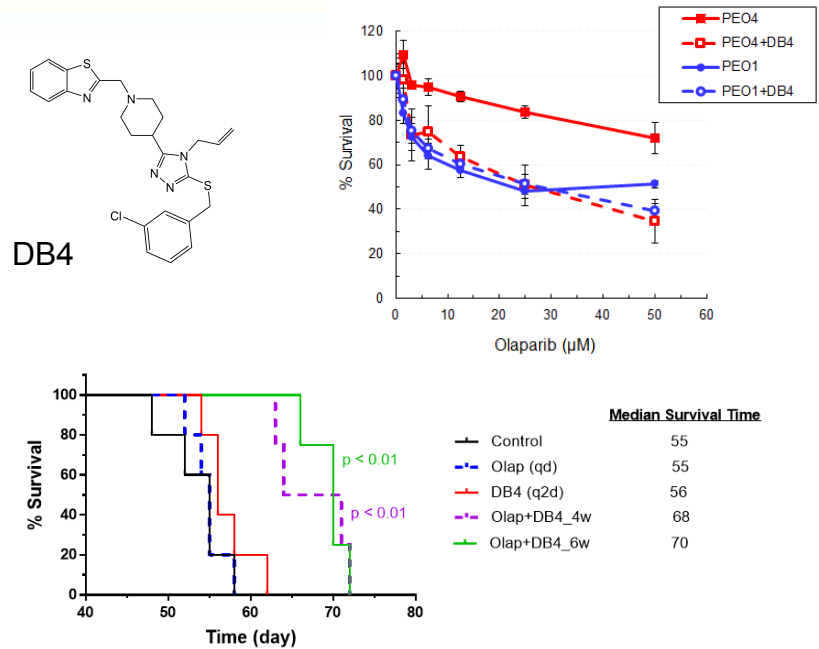 S
N
N
N
N
N
S
Cl
DB4
120
100
80
60
40
20
0
0 10 20 30 40 50 60
% Survival
Olaparib (µM)
PEO4
PEO4+DB4
PEO1
PEO1+DB4
100
80
60
40
20
0
40 50 60 70 80
% Survival
Time (day)
p < 0.01
p < 0.01
Median Survival Time
Control 55
Olap (qd) 55
DB4 (q2d) 56
Olap+DB4_4w 68
Olap+DB4_6w 70